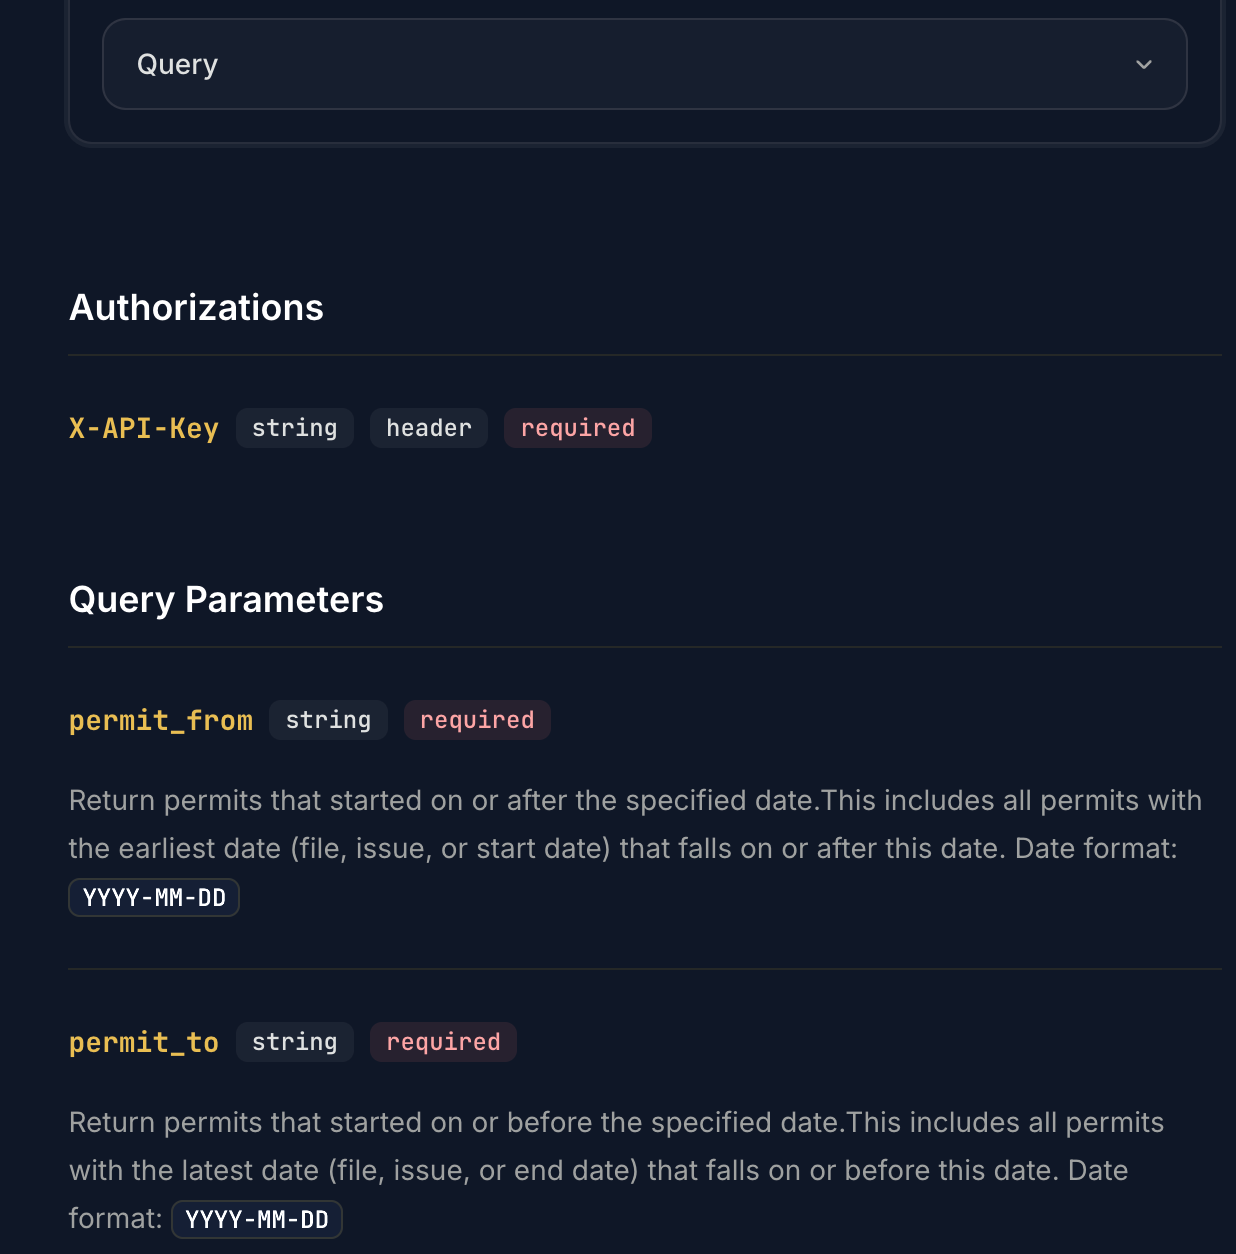 Query
Authorizations
X-API-Key string header required
Query Parameters
permit_from string required
Return permits that started on or after the specified date.This includes all permits with
the earliest date (file, issue, or start date) that falls on or after this date. Date format:
YYYY-MM-DD
permit_to string required
Return permits that started on or before the specified date.This includes all permits
with the latest date (file, issue, or end date) that falls on or before this date. Date
format: YYYY-MM-DD